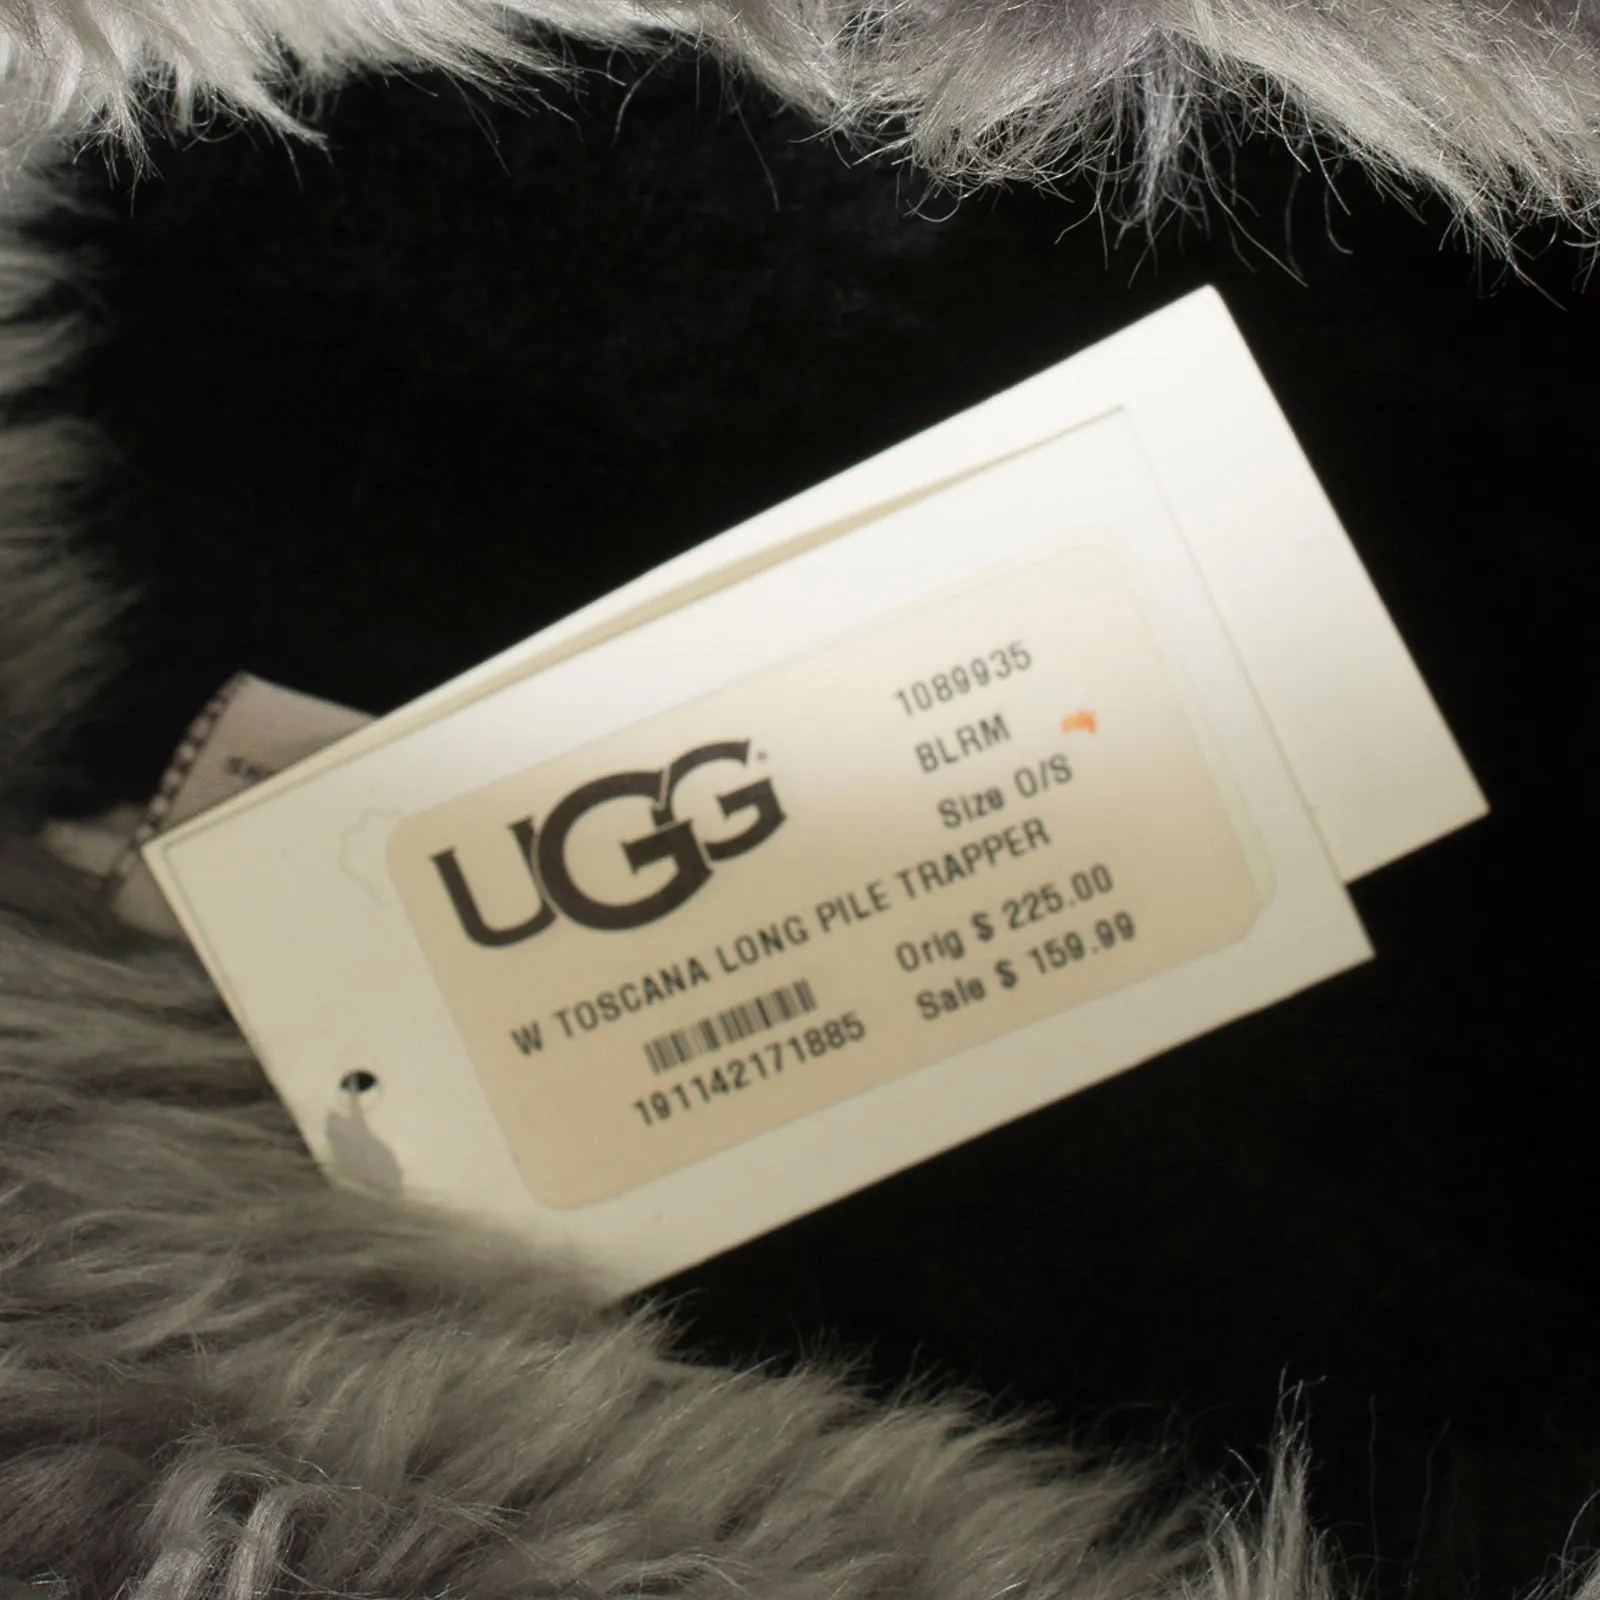 1089935
BLRM
Size O/S
UGG
W TOSCANA LONG PILE TRAPPER
Orig $ 225.00
Sale $ 159.99
191142171885